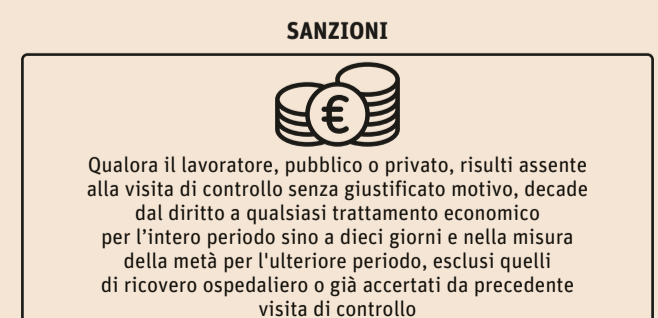 SANZIONI
€
Qualora il lavoratore, pubblico o privato, risulti assente
alla visita di controllo senza giustificato motivo, decade
dal diritto a qualsiasi trattamento economico
per l’intero periodo sino a dieci giorni e nella misura
della metà per l'ulteriore periodo, esclusi quelli
di ricovero ospedaliero o già accertati da precedente
visita di controllo